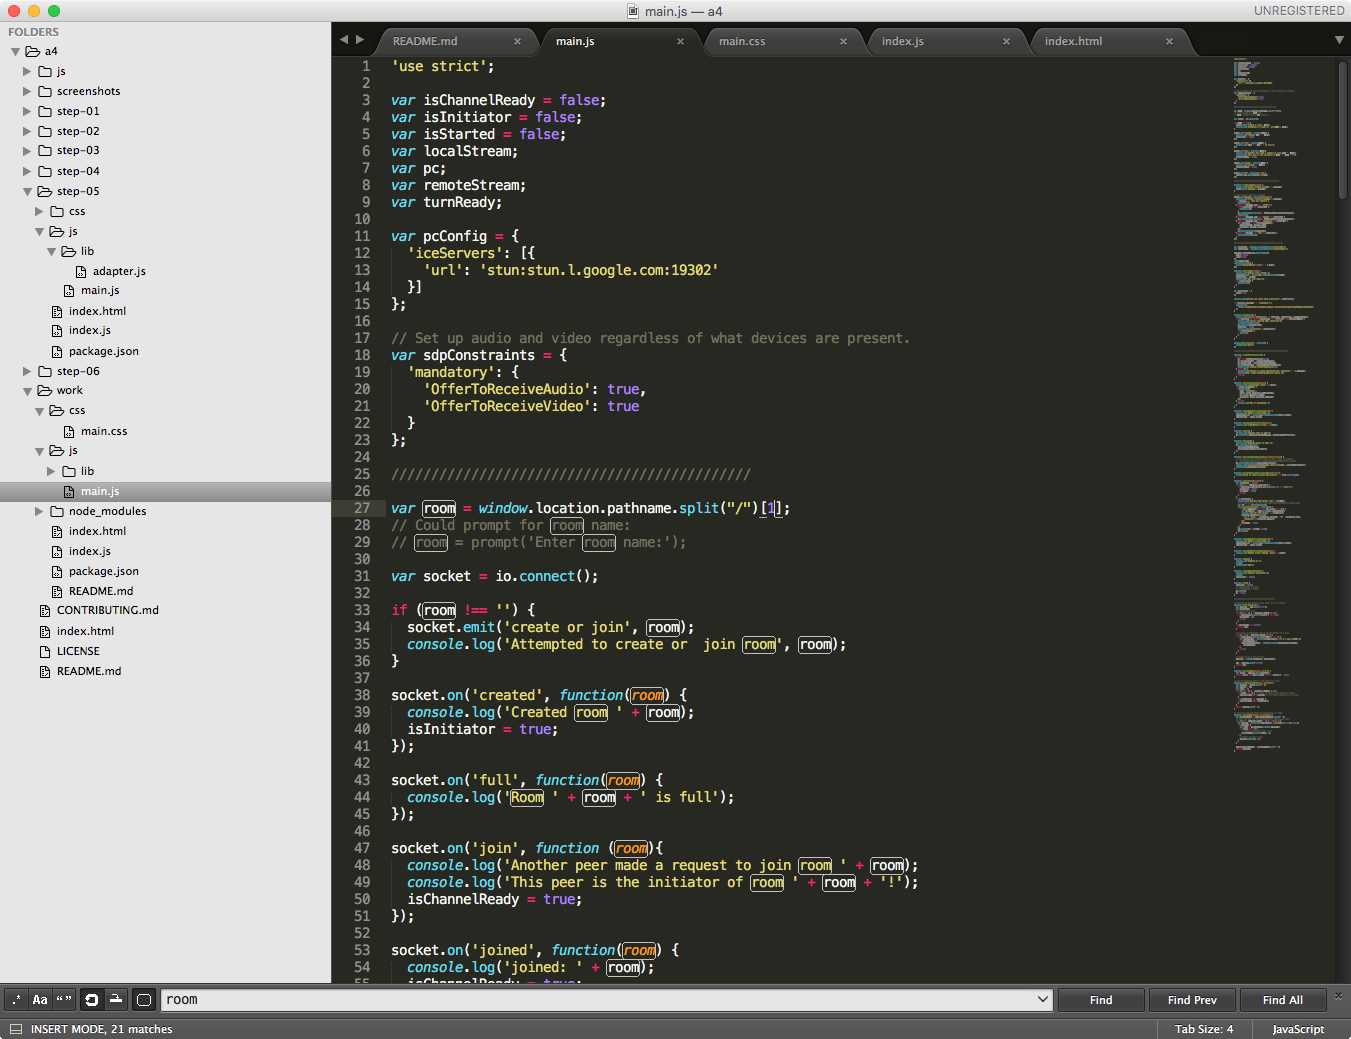 main.js — a4
UNREGISTERED
FOLDERS
a4
js
screenshots
step-01
step-02
step-03
step-04
step-05
css
js
lib
adapter.js
main.js
index.html
index.js
package.json
step-06
work
css
main.css
js
lib
main.js
node_modules
index.html
index.js
package.json
README.md
CONTRIBUTING.md
index.html
LICENSE
README.md
README.md × main.js × main.css × index.js × index.html ×
1 'use strict';
2
3 var isChannelReady = false;
4 var isInitiator = false;
5 var isStarted = false;
6 var localStream;
7 var pc;
8 var remoteStream;
9 var turnReady;
10
11 var pcConfig = {
12   'iceServers': [{
13     'url': 'stun:stun.l.google.com:19302'
14   }]
15 };
16
17 // Set up audio and video regardless of what devices are present.
18 var sdpConstraints = {
19   'mandatory': {
20     'OfferToReceiveAudio': true,
21     'OfferToReceiveVideo': true
22   }
23 };
24
25 /////////////////////////////////////////////
26
27 var room = window.location.pathname.split("/")[1];
28 // Could prompt for room name:
29 // room = prompt('Enter room name:');
30
31 var socket = io.connect();
32
33 if (room !== '') {
34   socket.emit('create or join', room);
35   console.log('Attempted to create or  join room', room);
36 }
37
38 socket.on('created', function(room) {
39   console.log('Created room ' + room);
40   isInitiator = true;
41 });
42
43 socket.on('full', function(room) {
44   console.log('Room ' + room + ' is full');
45 });
46
47 socket.on('join', function (room){
48   console.log('Another peer made a request to join room ' + room);
49   console.log('This peer is the initiator of room ' + room + '!');
50   isChannelReady = true;
51 });
52
53 socket.on('joined', function(room) {
54   console.log('joined: ' + room);
55   isChannelReady = true;
.* Aa “ ” room Find Find Prev Find All ×
INSERT MODE, 21 matches Tab Size: 4 JavaScript